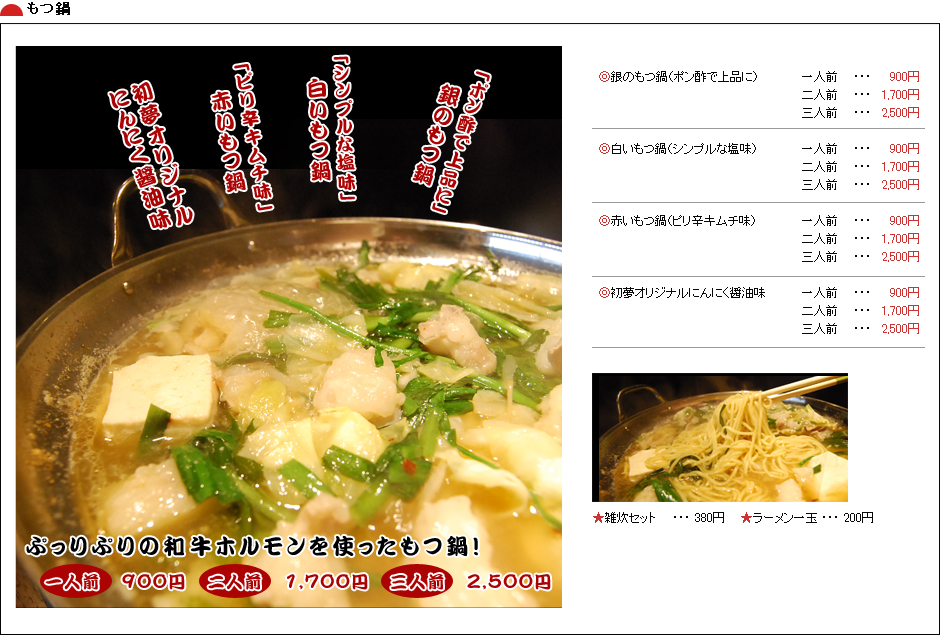 もつ鍋
「ポン酢で上品に」
銀のもつ鍋
「シンプルな塩味」
白いもつ鍋
「ピリ辛キムチ味」
赤いもつ鍋
初夢オリジナル
にんにく醤油味
ぷっりぷりの和牛ホルモンを使ったもつ鍋!
一人前 900円 二人前 1,700円 三人前 2,500円
◎銀のもつ鍋(ポン酢で上品に) 一人前 ・・・ 900円
二人前 ・・・ 1,700円
三人前 ・・・ 2,500円
◎白いもつ鍋(シンプルな塩味) 一人前 ・・・ 900円
二人前 ・・・ 1,700円
三人前 ・・・ 2,500円
◎赤いもつ鍋(ピリ辛キムチ味) 一人前 ・・・ 900円
二人前 ・・・ 1,700円
三人前 ・・・ 2,500円
◎初夢オリジナルにんにく醤油味 一人前 ・・・ 900円
二人前 ・・・ 1,700円
三人前 ・・・ 2,500円
★雑炊セット ・・・ 380円 ★ラーメン一玉 ・・・ 200円